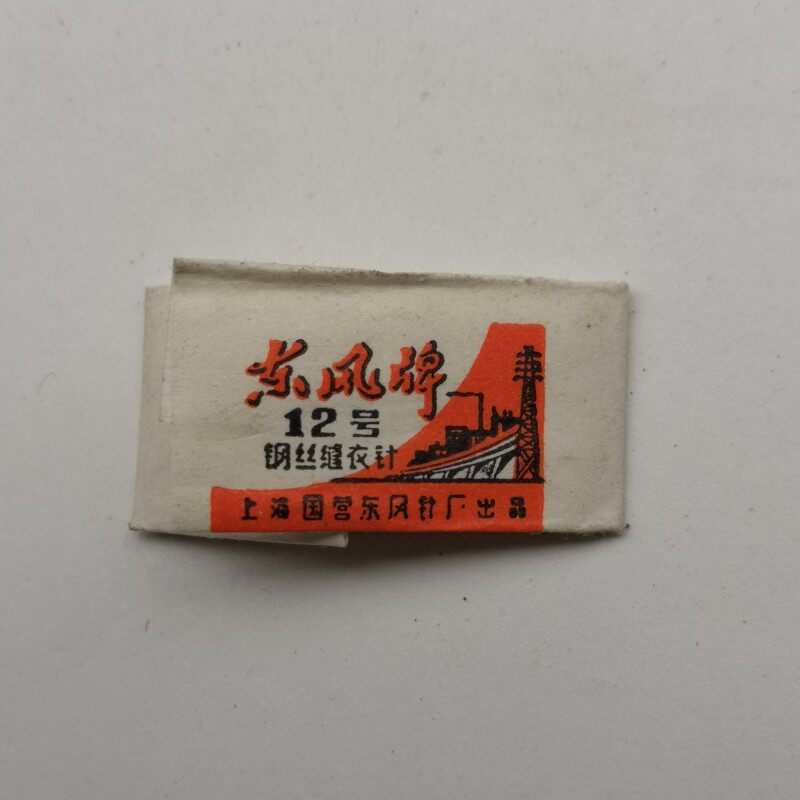 东风牌
12号
钢丝缝衣针
上海国营东风针厂出品